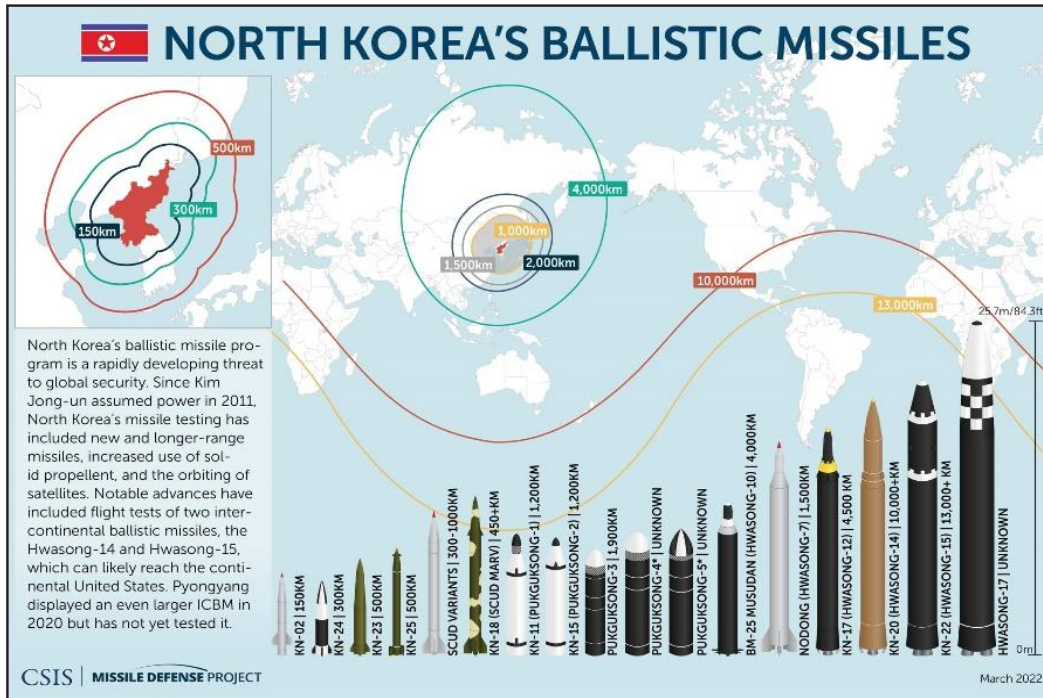 NORTH KOREA'S BALLISTIC MISSILES
500km
300km
150km
4,000km
1,000km
1,500km
2,000km
10,000km
13,000km
25.7m/84.3ft
North Korea's ballistic missile pro-
gram is a rapidly developing threat
to global security. Since Kim
Jong-un assumed power in 2011,
North Korea's missile testing has
included new and longer-range
missiles, increased use of sol-
id propellent, and the orbiting of
satellites. Notable advances have
included flight tests of two inter-
continental ballistic missiles, the
Hwasong-14 and Hwasong-15,
which can likely reach the conti-
nental United States. Pyongyang
displayed an even larger ICBM in
2020 but has not yet tested it.
KN-02 | 150KM
KN-24 | 300KM
KN-23 | 500KM
KN-25 | 500KM
SCUD VARIANTS | 300-1000KM
KN-18 (SCUD MARV) | 450+KM
KN-11 (PUKGUKSONG-1) | 1,200KM
KN-15 (PUKGUKSONG-2) | 1,200KM
PUKGUKSONG-3 | 1,900KM
PUKGUKSONG-4* | UNKNOWN
PUKGUKSONG-5* | UNKNOWN
BM-25 MUSUDAN (HWASONG-10) | 4,000KM
NODONG (HWASONG-7) | 1,500KM
KN-17 (HWASONG-12) | 4,500 KM
KN-20 (HWASONG-14) | 10,000+KM
KN-22 (HWASONG-15) | 13,000+ KM
HWASONG-17 | UNKNOWN
0m
CSIS | MISSILE DEFENSE PROJECT
March 2022